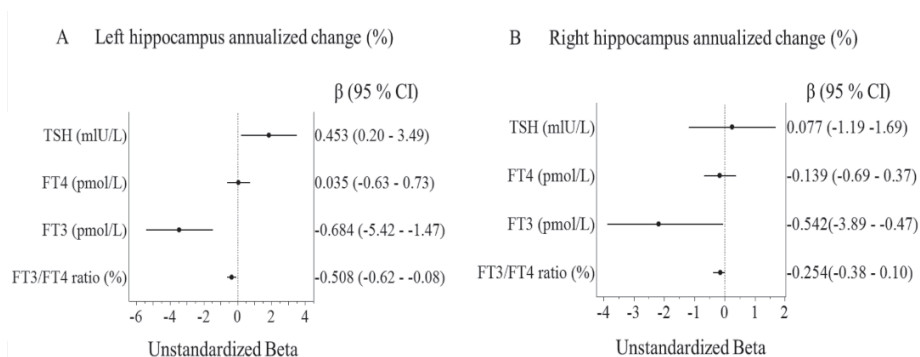 A Left hippocampus annualized change (%)
β (95 % CI)
TSH (mlU/L) 0.453 (0.20 - 3.49)
FT4 (pmol/L) 0.035 (-0.63 - 0.73)
FT3 (pmol/L) -0.684 (-5.42 - -1.47)
FT3/FT4 ratio (%) -0.508 (-0.62 - -0.08)
-6 -4 -2 0 2 4
Unstandardized Beta
B Right hippocampus annualized change (%)
β (95 % CI)
TSH (mlU/L) 0.077 (-1.19 -1.69)
FT4 (pmol/L) -0.139 (-0.69 - 0.37)
FT3 (pmol/L) -0.542(-3.89 - -0.47)
FT3/FT4 ratio (%) -0.254(-0.38 - 0.10)
-4 -3 -2 -1 0 1 2
Unstandardized Beta